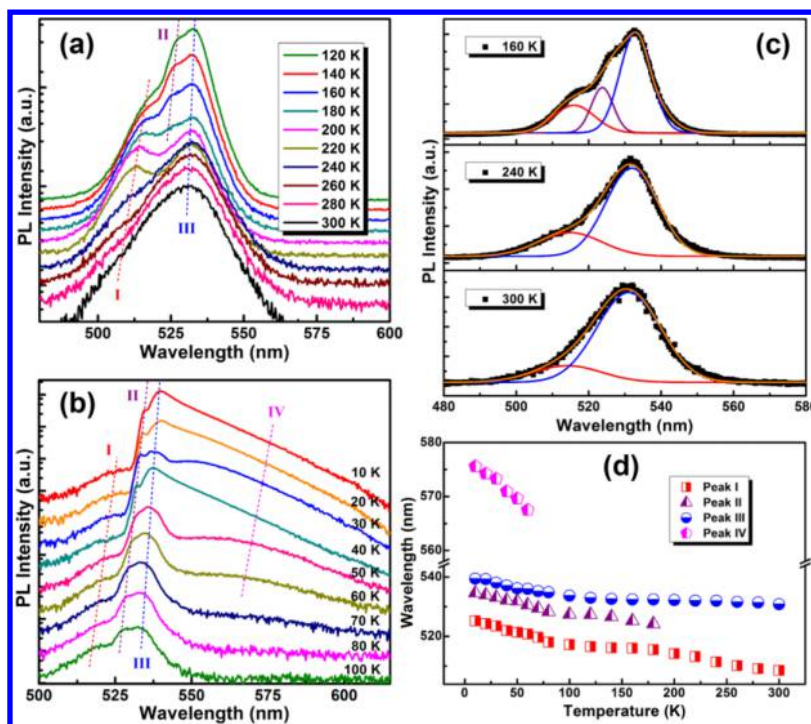 (a)
II
120 K
140 K
160 K
180 K
200 K
220 K
240 K
260 K
280 K
300 K
III
I
PL Intensity (a.u.)
500 525 550 575 600
Wavelength (nm)
(b)
II
IV
I
10 K
20 K
30 K
40 K
50 K
60 K
70 K
80 K
100 K
III
PL Intensity (a.u.)
500 525 550 575 600
Wavelength (nm)
(c)
160 K
240 K
300 K
PL Intensity (a.u.)
480 500 520 540 560 580
Wavelength (nm)
(d)
Peak I
Peak II
Peak III
Peak IV
580
570
560
540
520
Wavelength (nm)
0 50 100 150 200 250 300
Temperature (K)